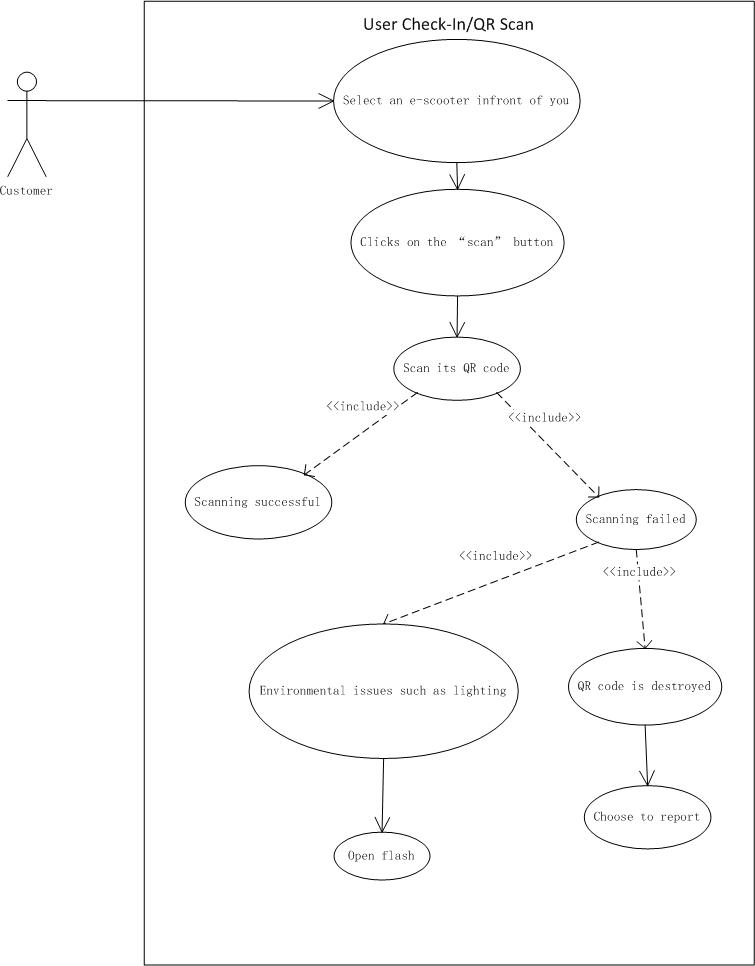 User Check-In/QR Scan
Select an e-scooter infront of you
Customer
Clicks on the “scan” button
Scan its QR code
<<include>>
<<include>>
Scanning successful
Scanning failed
<<include>>
<<include>>
Environmental issues such as lighting
QR code is destroyed
Choose to report
Open flash